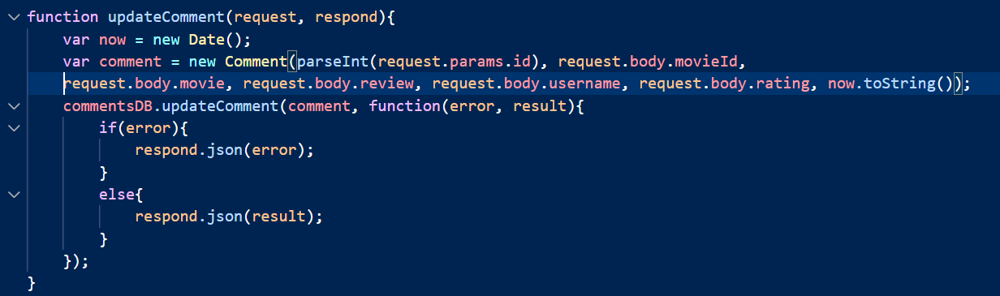 function updateComment(request, respond){
    var now = new Date();
    var comment = new Comment(parseInt(request.params.id), request.body.movieId,
    request.body.movie, request.body.review, request.body.username, request.body.rating, now.toString());
    commentsDB.updateComment(comment, function(error, result){
        if(error){
            respond.json(error);
        }
        else{
            respond.json(result);
        }
    });
}